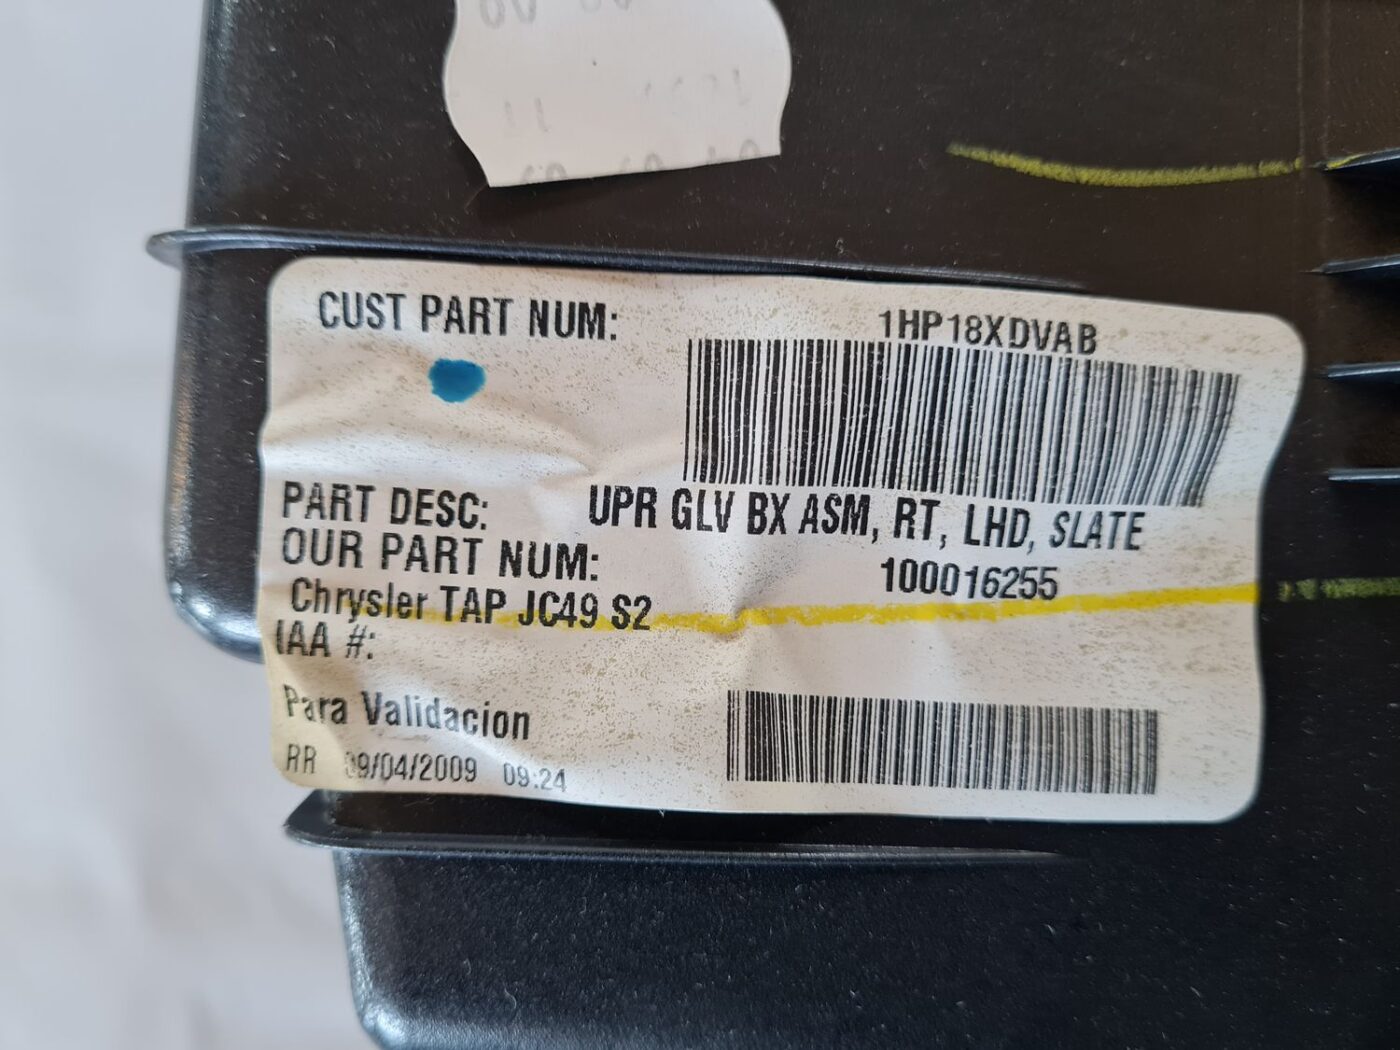 CUST PART NUM: 1HP18XDVAB
PART DESC: UPR GLV BX ASM, RT, LHD, SLATE
OUR PART NUM: 100016255
Chrysler TAP JC49 S2
IAA #:
Para Validacion
RR 09/04/2009 09:24